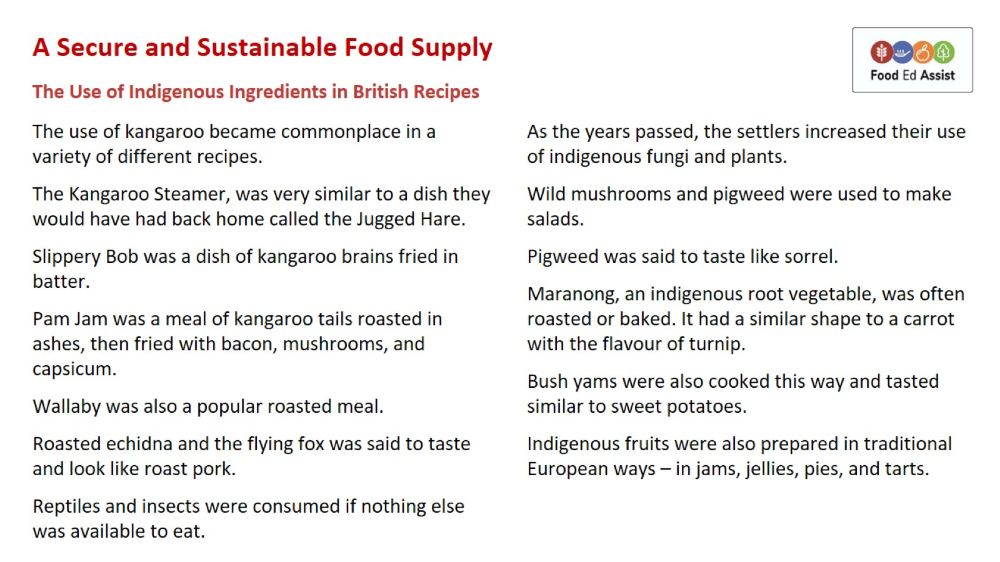 A Secure and Sustainable Food Supply
Food Ed Assist
The Use of Indigenous Ingredients in British Recipes
The use of kangaroo became commonplace in a
variety of different recipes.
The Kangaroo Steamer, was very similar to a dish they
would have had back home called the Jugged Hare.
Slippery Bob was a dish of kangaroo brains fried in
batter.
Pam Jam was a meal of kangaroo tails roasted in
ashes, then fried with bacon, mushrooms, and
capsicum.
Wallaby was also a popular roasted meal.
Roasted echidna and the flying fox was said to taste
and look like roast pork.
Reptiles and insects were consumed if nothing else
was available to eat.
As the years passed, the settlers increased their use
of indigenous fungi and plants.
Wild mushrooms and pigweed were used to make
salads.
Pigweed was said to taste like sorrel.
Maranong, an indigenous root vegetable, was often
roasted or baked. It had a similar shape to a carrot
with the flavour of turnip.
Bush yams were also cooked this way and tasted
similar to sweet potatoes.
Indigenous fruits were also prepared in traditional
European ways – in jams, jellies, pies, and tarts.